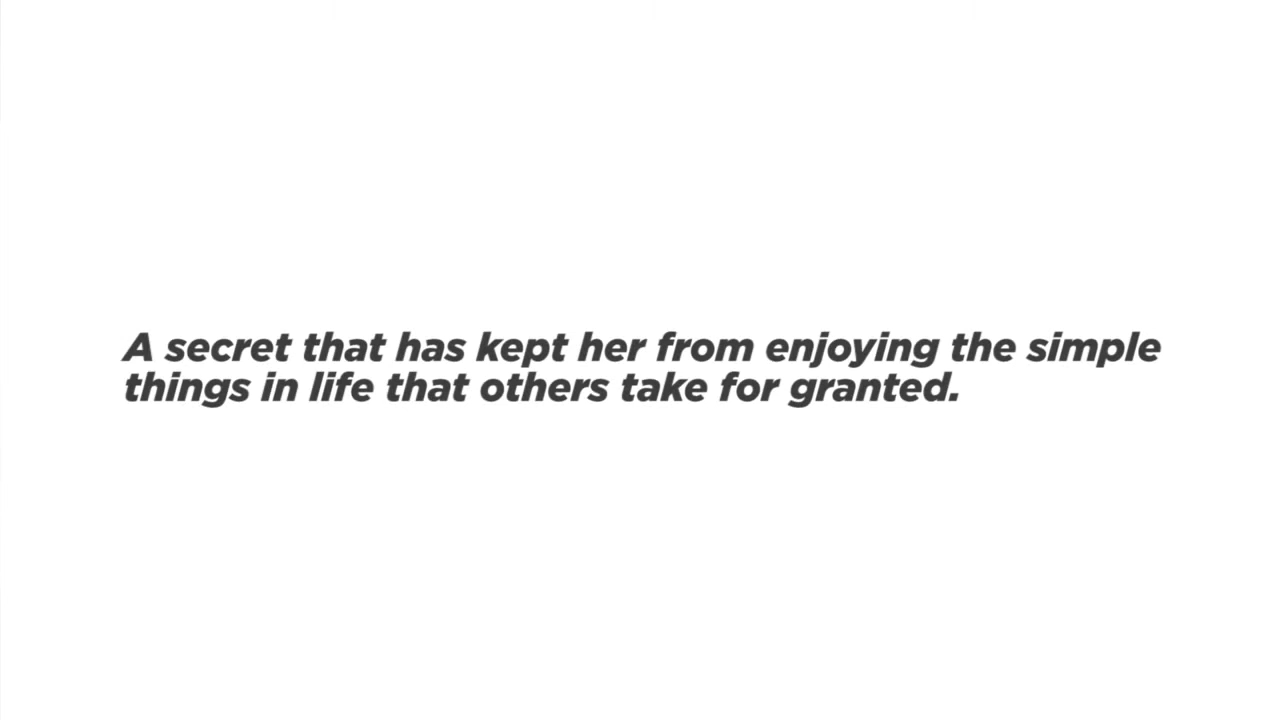 A secret that has kept her from enjoying the simple
things in life that others take for granted.